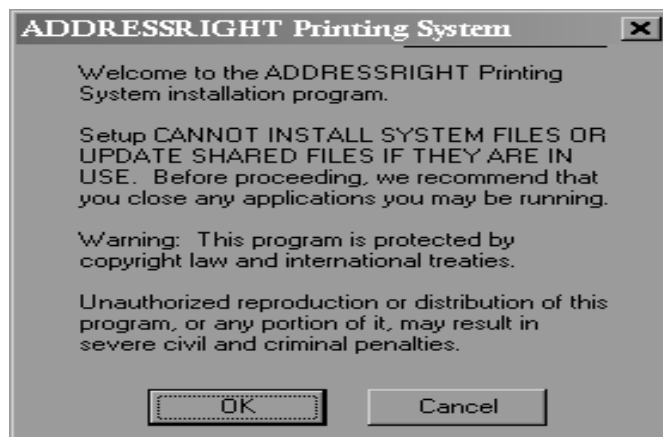 ADDRESSRIGHT Printing System
Welcome to the ADDRESSRIGHT Printing
System installation program.
Setup CANNOT INSTALL SYSTEM FILES OR
UPDATE SHARED FILES IF THEY ARE IN
USE.  Before proceeding, we recommend that
you close any applications you may be running.
Warning:  This program is protected by
copyright law and international treaties.
Unauthorized reproduction or distribution of this
program, or any portion of it, may result in
severe civil and criminal penalties.
OK
Cancel